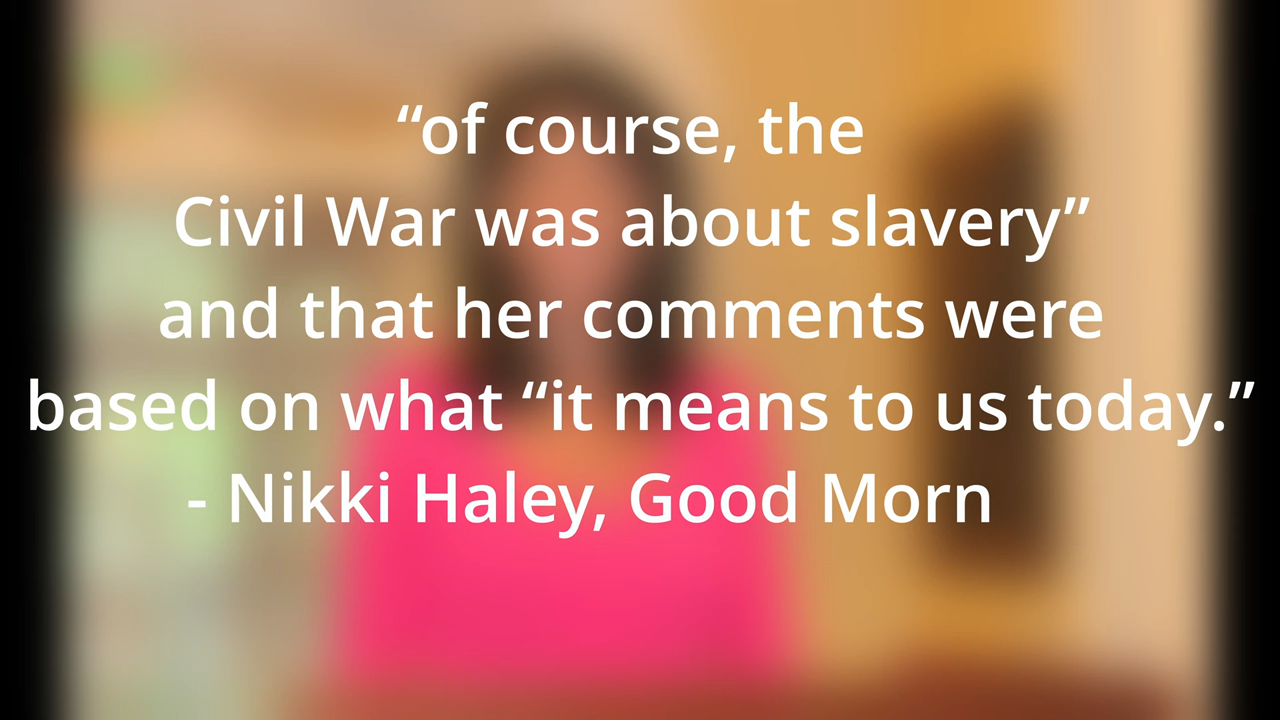 “of course, the
Civil War was about slavery”
and that her comments were
based on what “it means to us today.”
- Nikki Haley, Good Morn